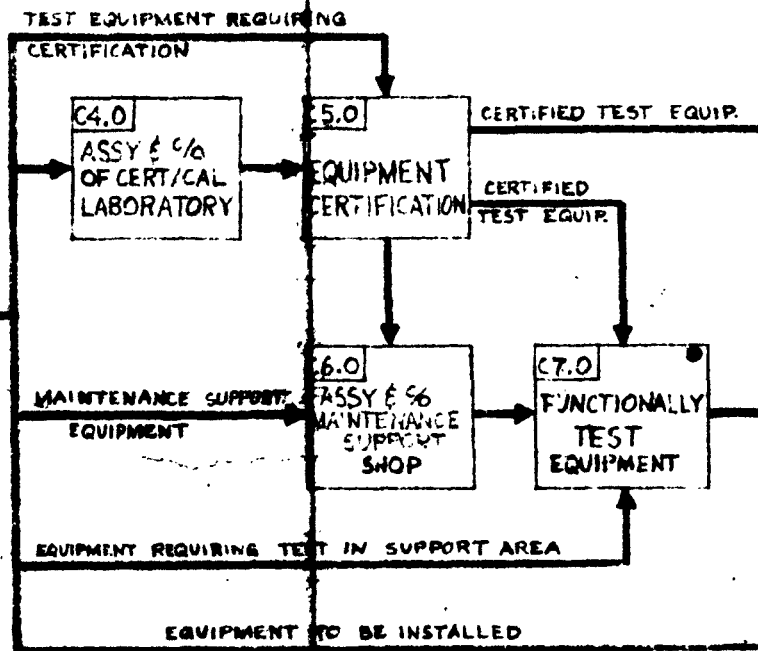 TEST EQUIPMENT REQUIRING
CERTIFICATION
C4.0
ASSY & C/O
OF CERT/CAL
LABORATORY
C5.0
EQUIPMENT
CERTIFICATION
CERTIFIED TEST EQUIP.
CERTIFIED
TEST EQUIP.
MAINTENANCE SUPPORT
EQUIPMENT
C6.0
ASSY & C/O
MAINTENANCE
SUPPORT
SHOP
C7.0
FUNCTIONALLY
TEST
EQUIPMENT
EQUIPMENT REQUIRING TEST IN SUPPORT AREA
EQUIPMENT TO BE INSTALLED